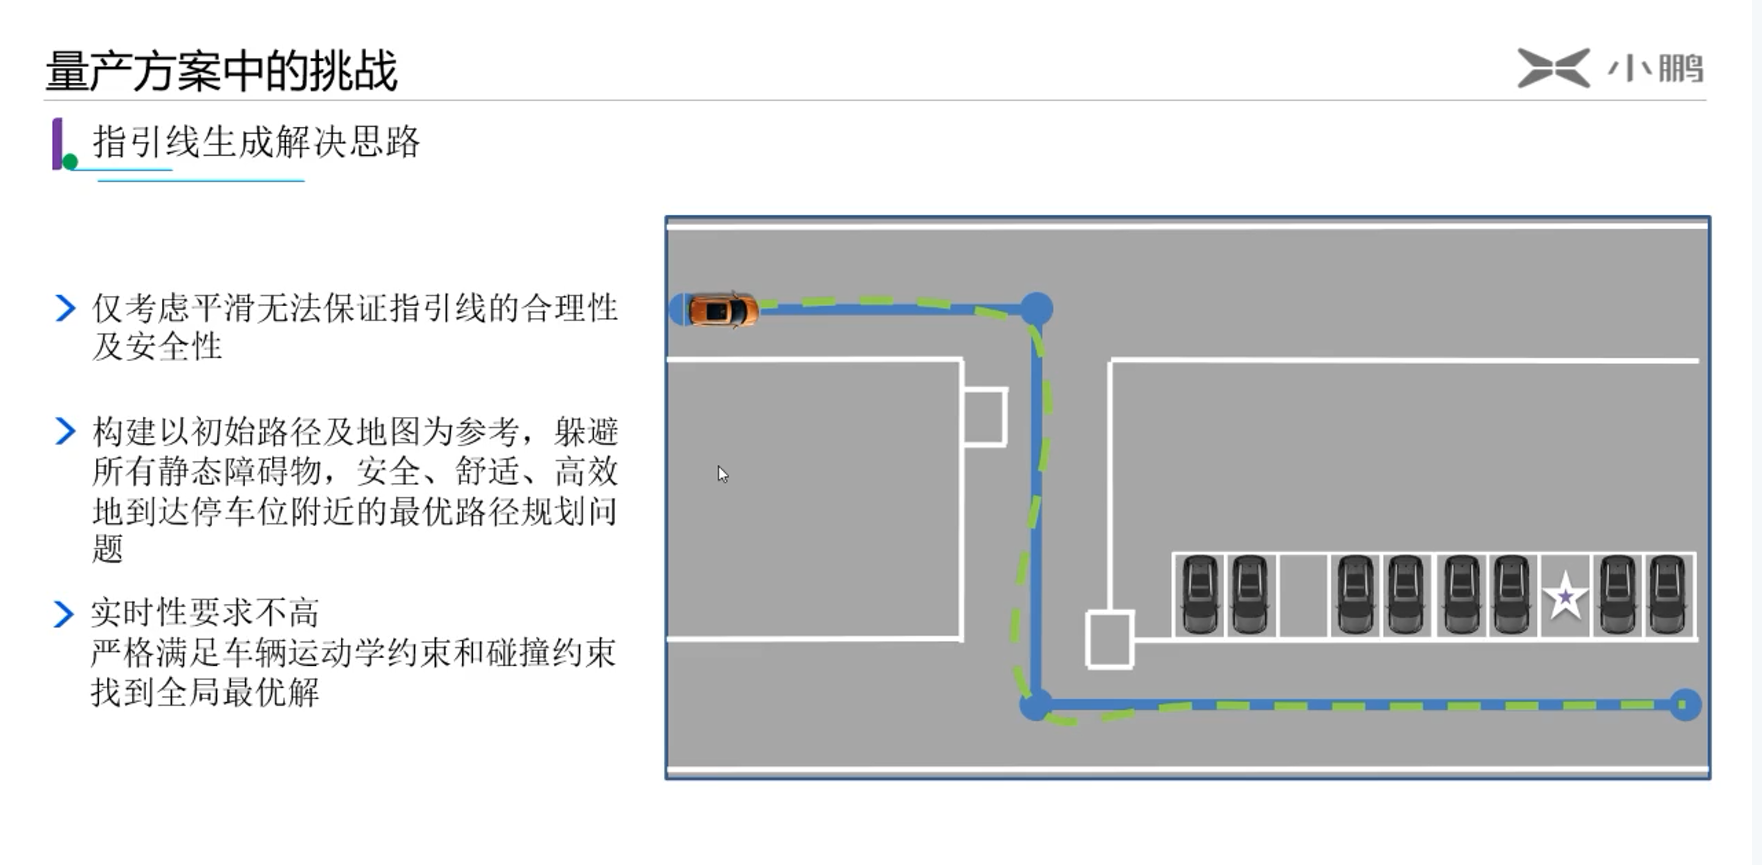 量产方案中的挑战
小鹏
指引线生成解决思路
仅考虑平滑无法保证指引线的合理性
及安全性
构建以初始路径及地图为参考，躲避
所有静态障碍物，安全、舒适、高效
地到达停车位附近的最优路径规划问
题
实时性要求不高
严格满足车辆运动学约束和碰撞约束
找到全局最优解